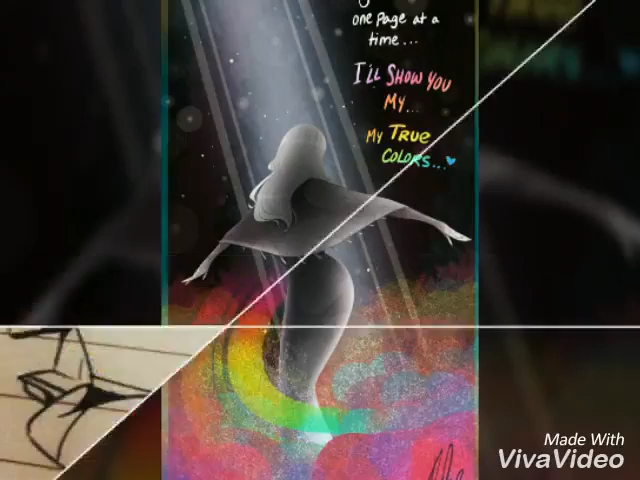 one page at a
time...
I'll Show You
My...
My True
Colors...
Made With
VivaVideo